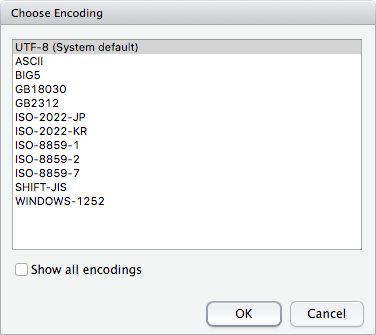 Choose Encoding
UTF-8 (System default)
ASCII
BIG5
GB18030
GB2312
ISO-2022-JP
ISO-2022-KR
ISO-8859-1
ISO-8859-2
ISO-8859-7
SHIFT-JIS
WINDOWS-1252
Show all encodings
OK
Cancel